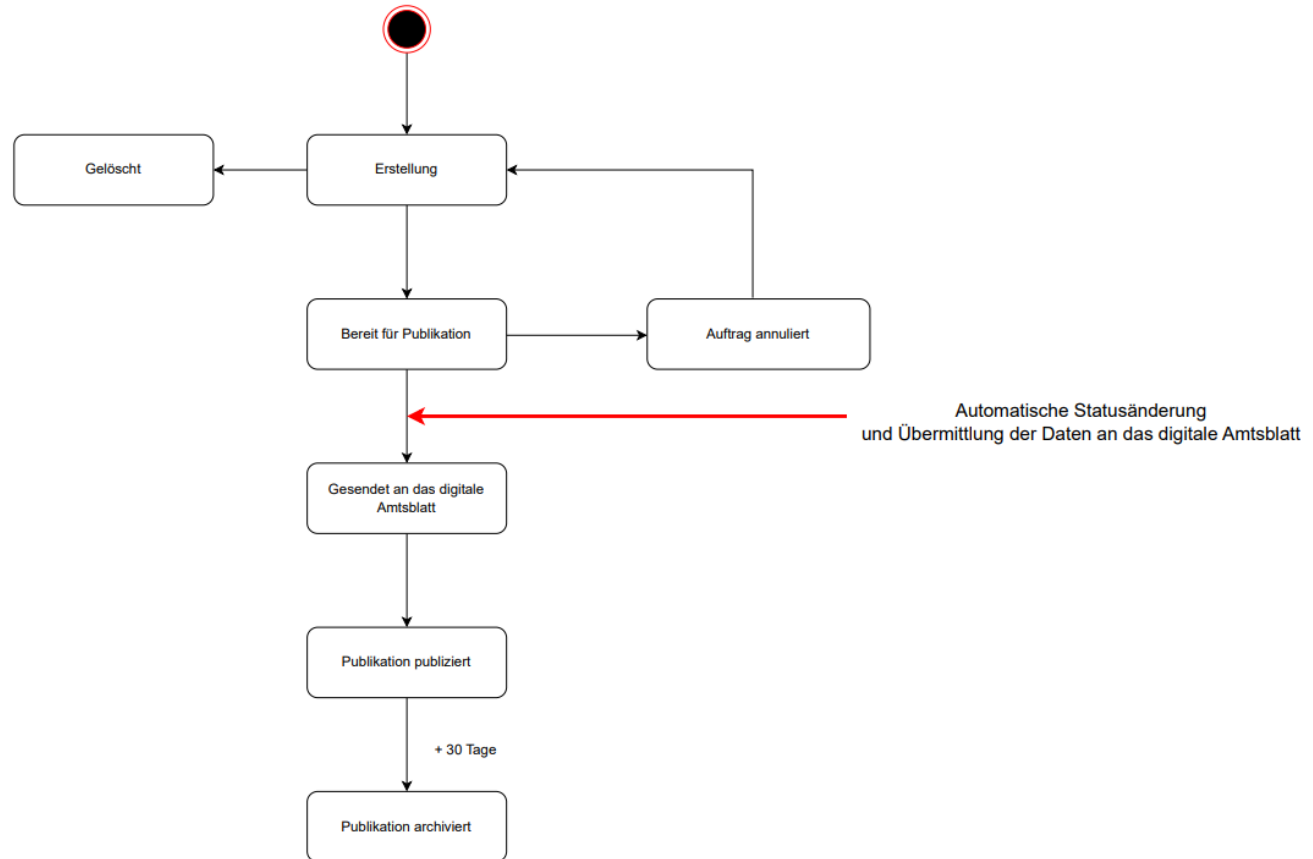 Gelöscht
Erstellung
Bereit für Publikation
Auftrag annuliert
Automatische Statusänderung
und Übermittlung der Daten an das digitale Amtsblatt
Gesendet an das digitale
Amtsblatt
Publikation publiziert
+ 30 Tage
Publikation archiviert